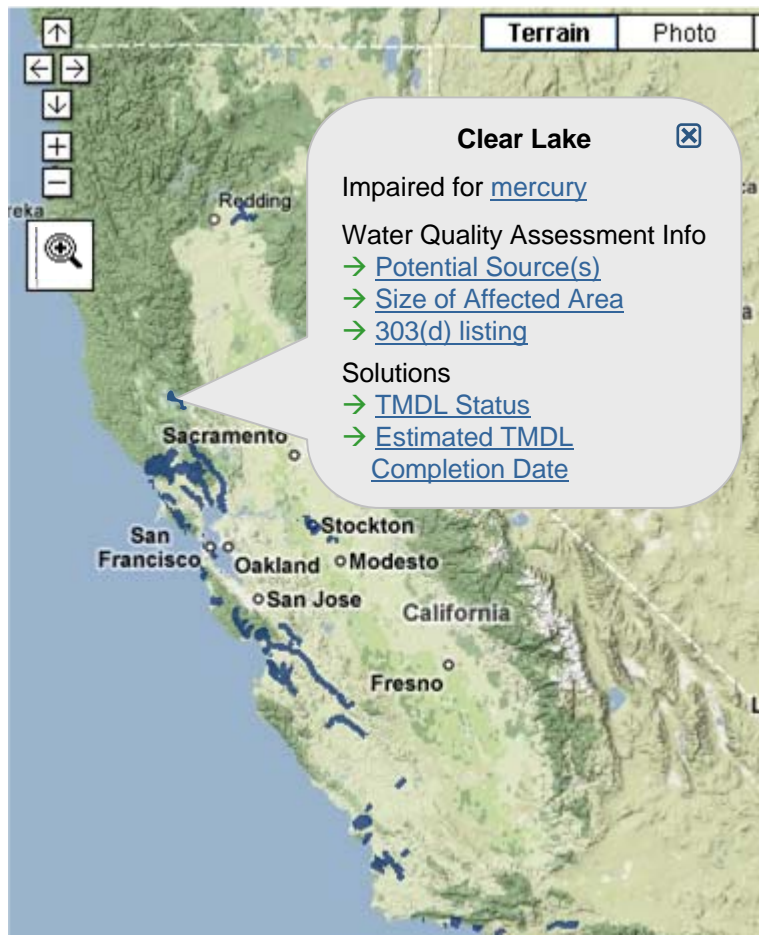 Terrain Photo
Clear Lake
Impaired for mercury
Water Quality Assessment Info
→ Potential Source(s)
→ Size of Affected Area
→ 303(d) listing
Solutions
→ TMDL Status
→ Estimated TMDL
Completion Date
reka
Redding
Sacramento
Stockton
San
Francisco
Oakland
Modesto
San Jose
California
Fresno
L